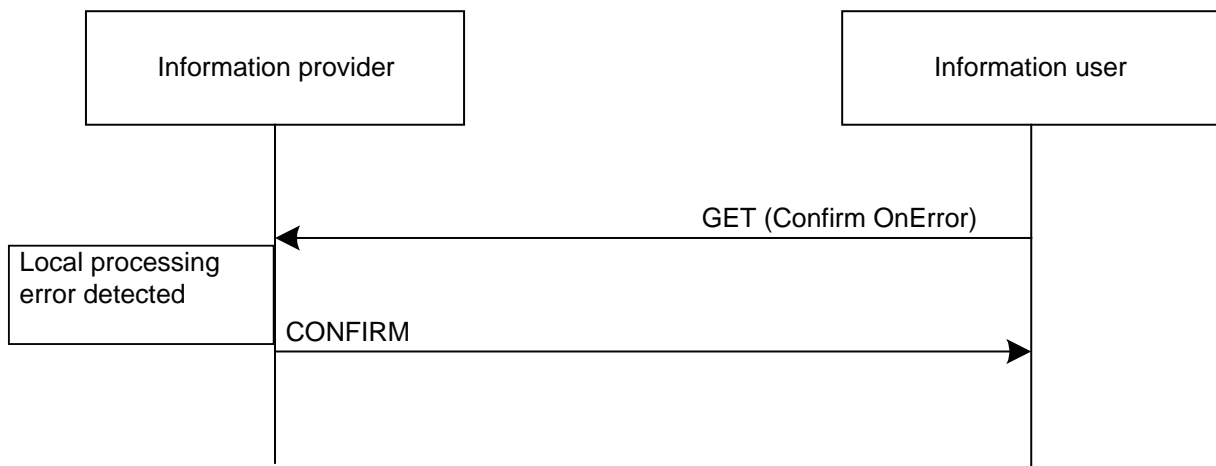 Information provider
Information user
GET (Confirm OnError)
Local processing
error detected
CONFIRM